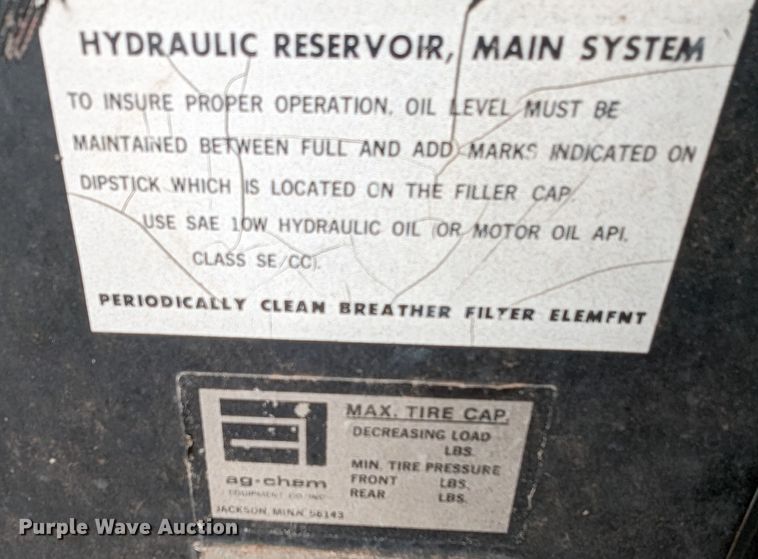 HYDRAULIC RESERVOIR, MAIN SYSTEM
TO INSURE PROPER OPERATION, OIL LEVEL MUST BE
MAINTAINED BETWEEN FULL AND ADD MARKS INDICATED ON
DIPSTICK WHICH IS LOCATED ON THE FILLER CAP.
USE SAE 10W HYDRAULIC OIL (OR MOTOR OIL API,
CLASS SE/CC).
PERIODICALLY CLEAN BREATHER FILTER ELEMENT
MAX. TIRE CAP.
DECREASING LOAD
LBS.
MIN. TIRE PRESSURE
FRONT LBS.
REAR LBS.
ag-chem
EQUIPMENT CO. INC.
JACKSON, MINN. 56143
Purple Wave Auction